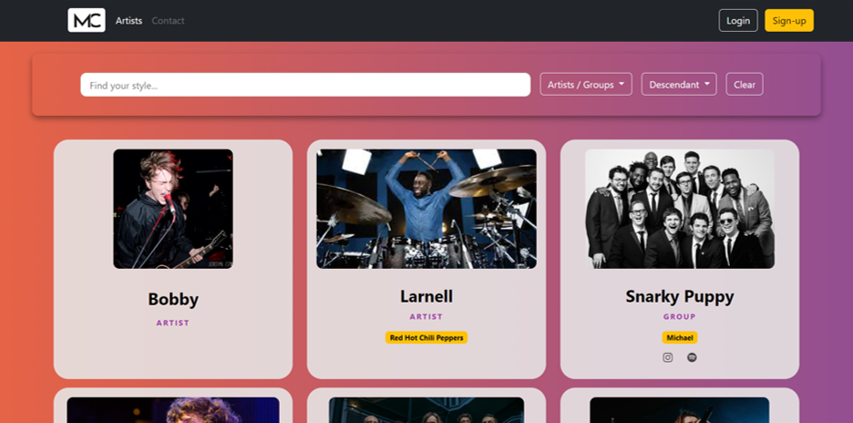 MC Artists Contact Login Sign-up
Find your style... Artists / Groups Descendant Clear
Bobby
ARTIST
Larnell
ARTIST
Red Hot Chili Peppers
Snarky Puppy
GROUP
Michael